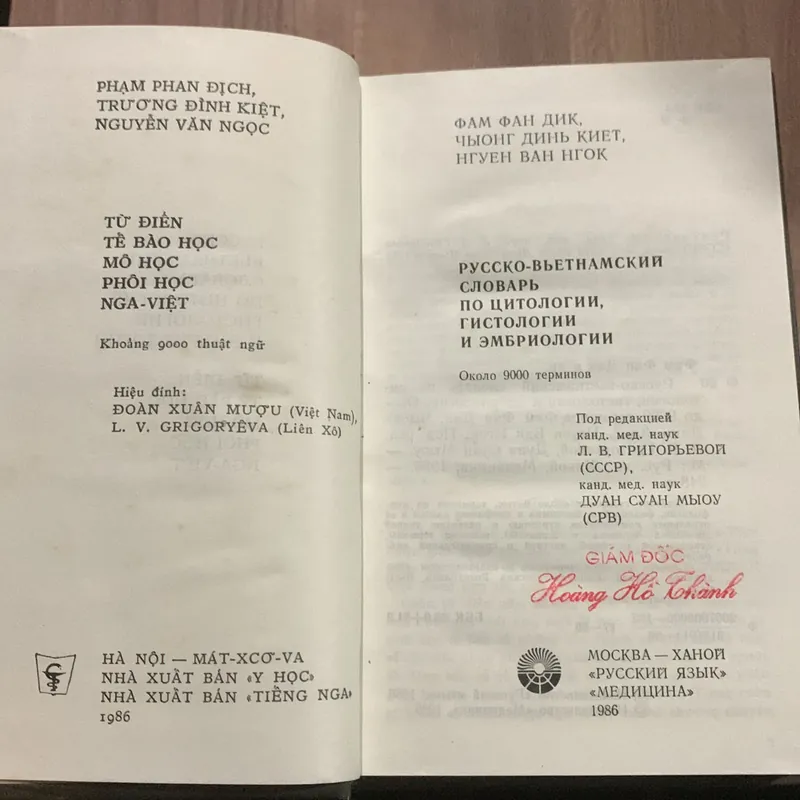 PHẠM PHAN ĐỊCH,
TRƯƠNG ĐÌNH KIỆT,
NGUYỄN VĂN NGỌC
TỪ ĐIỂN
TẾ BÀO HỌC
MÔ HỌC
PHÔI HỌC
NGA-VIỆT
Khoảng 9000 thuật ngữ
Hiệu đính:
ĐOÀN XUÂN MƯỢU (Việt Nam),
L. V. GRIGORYÊVA (Liên Xô)
HÀ NỘI — MÁT-XCƠ-VA
NHÀ XUẤT BẢN «Y HỌC»
NHÀ XUẤT BẢN «TIẾNG NGA»
1986
ФАМ ФАН ДИК,
ЧЫОНГ ДИНЬ КИЕТ,
НГУЕН ВАН НГОК
РУССКО-ВЬЕТНАМСКИЙ
СЛОВАРЬ
ПО ЦИТОЛОГИИ,
ГИСТОЛОГИИ
И ЭМБРИОЛОГИИ
Около 9000 терминов
Под редакцией
канд. мед. наук
Л. В. ГРИГОРЬЕВОЙ
(СССР),
канд. мед. наук
ДУАН СУАН МЫОУ
(СРВ)
GIÁM ĐỐC
Hoàng Hồ Thành
МОСКВА — ХАНОЙ
«РУССКИЙ ЯЗЫК»
«МЕДИЦИНА»
1986